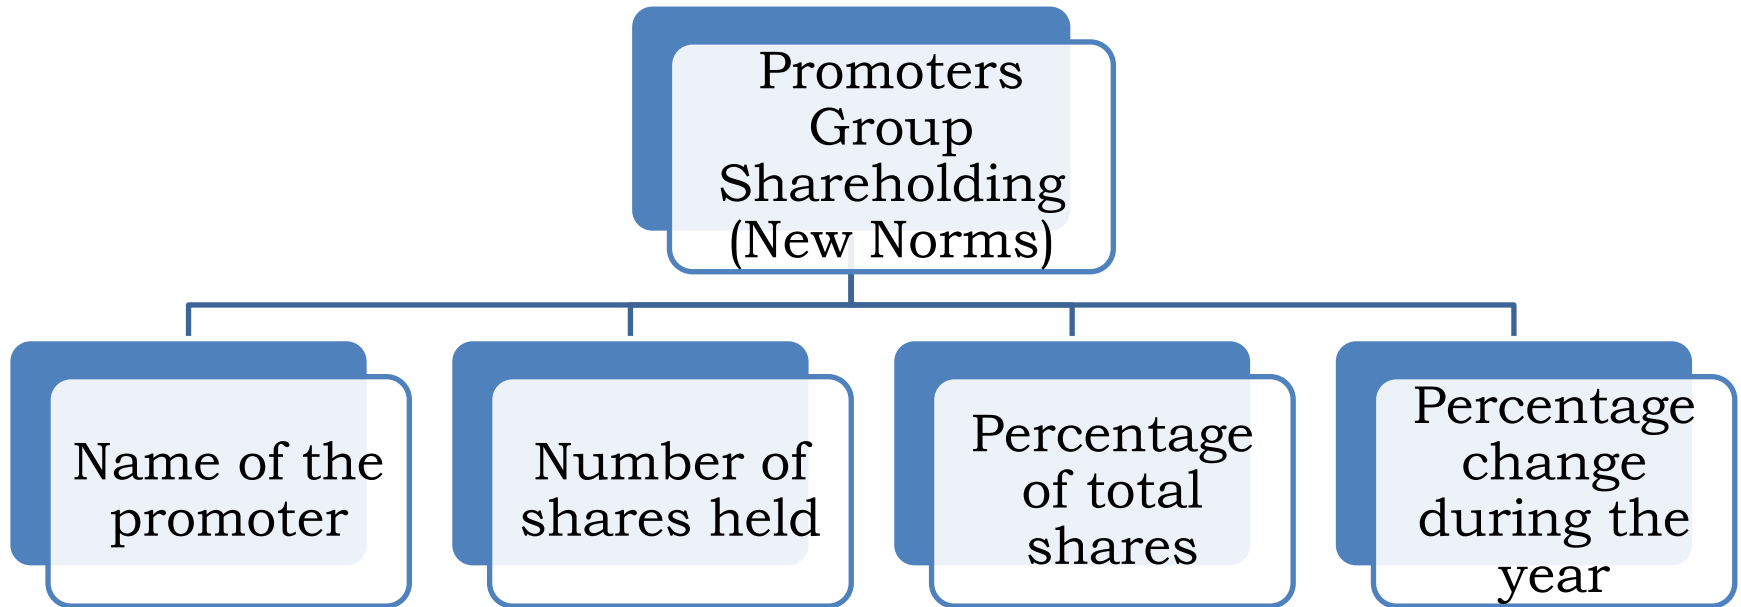 Promoters
Group
Shareholding
(New Norms)
Name of the
promoter
Number of
shares held
Percentage
of total
shares
Percentage
change
during the
year